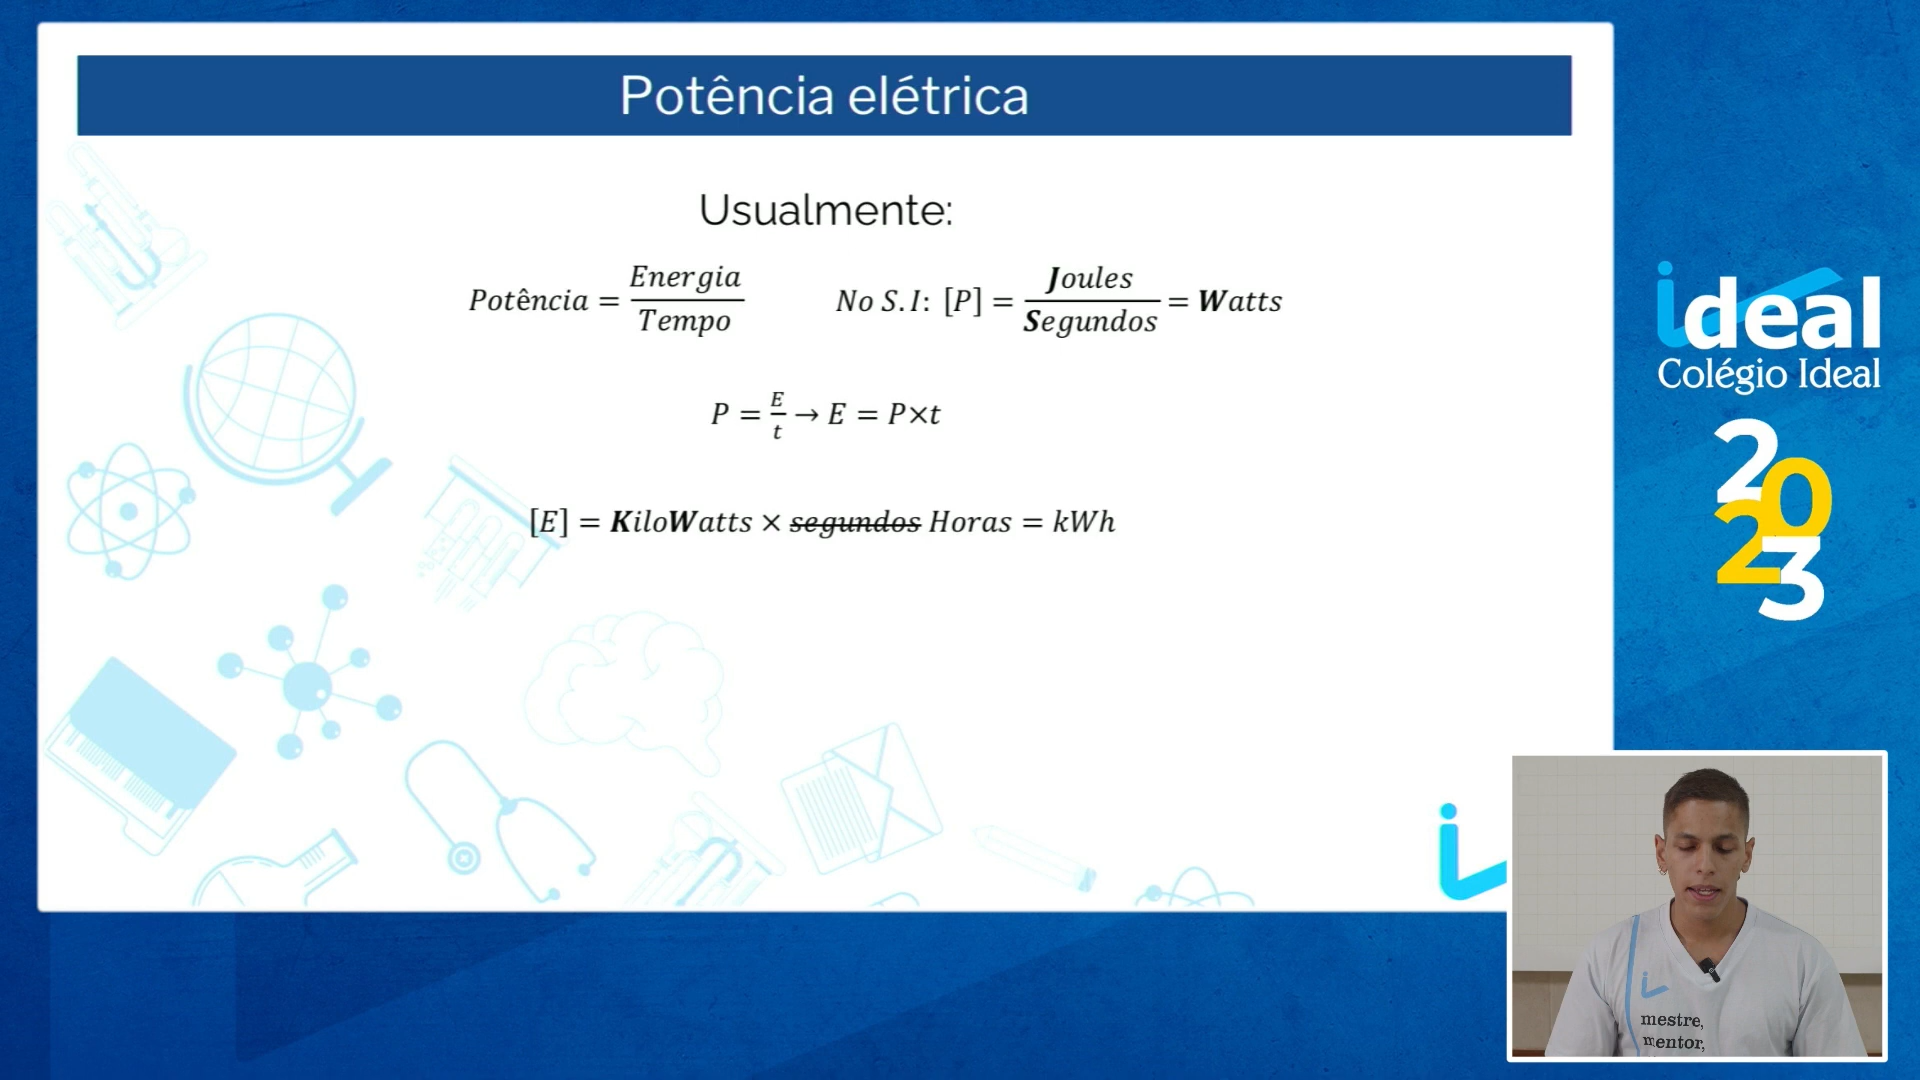 Potência elétrica
Usualmente:
Potência = Energia / Tempo No S.I: [P] = Joules / Segundos = Watts
P = E / t → E = P×t
[E] = KiloWatts × segundos Horas = kWh
ideal
Colégio Ideal
2023
mestre,
mentor,